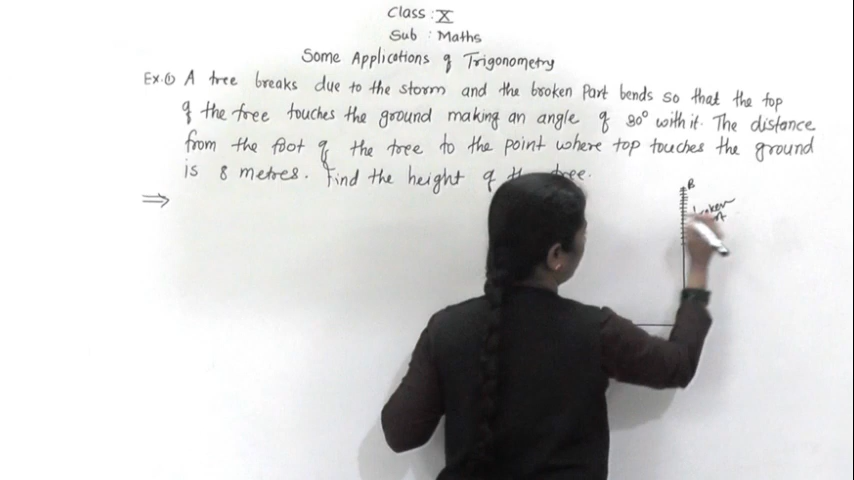 Class : X
Sub : Maths
Some Applications of Trigonometry
Ex.① A tree breaks due to the storm and the broken part bends so that the top
of the tree touches the ground making an angle of 30° with it. The distance
from the foot of the tree to the point where top touches the ground
is 8 metres. Find the height of the tree.
⇒
B
broken